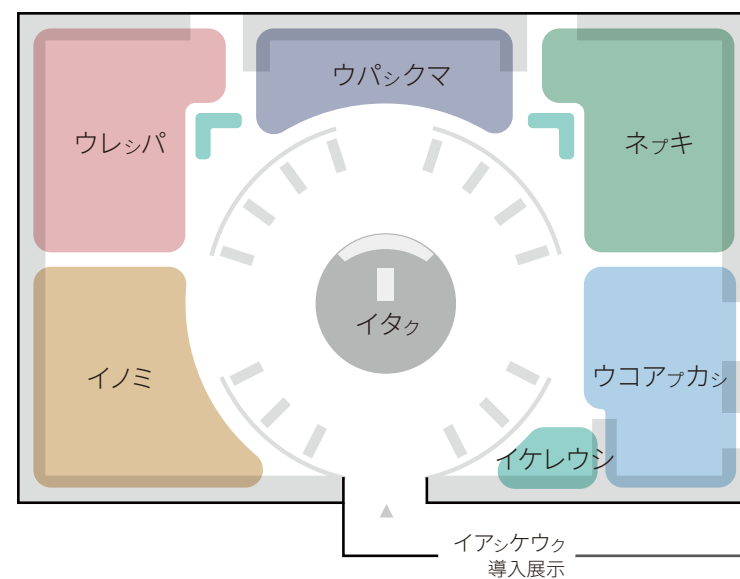 ウパㇱクマ
ウレㇱパ
ネㇷ゚キ
イタㇰ
イノミ
ウコアㇷ゚カㇱ
イケレウシ
イアㇱケウㇰ
導入展示